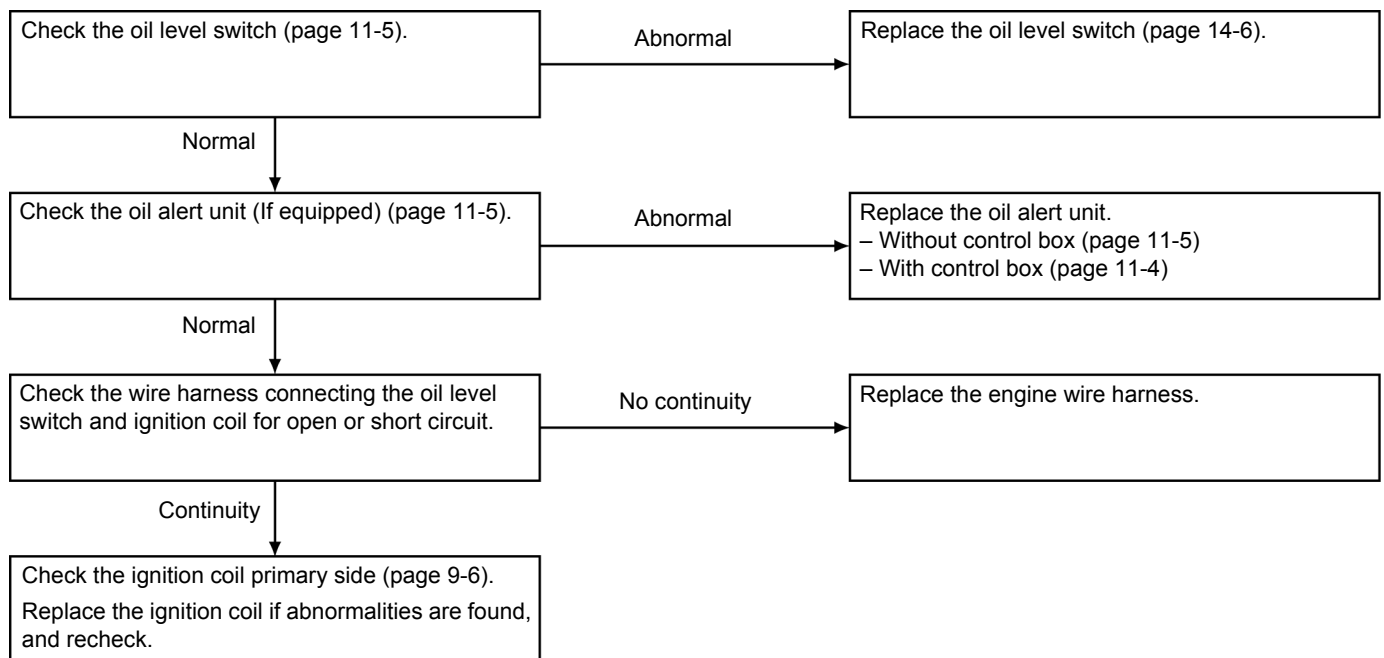 Check the oil level switch (page 11-5).
Abnormal
Replace the oil level switch (page 14-6).
Normal
Check the oil alert unit (If equipped) (page 11-5).
Abnormal
Replace the oil alert unit.
– Without control box (page 11-5)
– With control box (page 11-4)
Normal
Check the wire harness connecting the oil level
switch and ignition coil for open or short circuit.
No continuity
Replace the engine wire harness.
Continuity
Check the ignition coil primary side (page 9-6).
Replace the ignition coil if abnormalities are found,
and recheck.